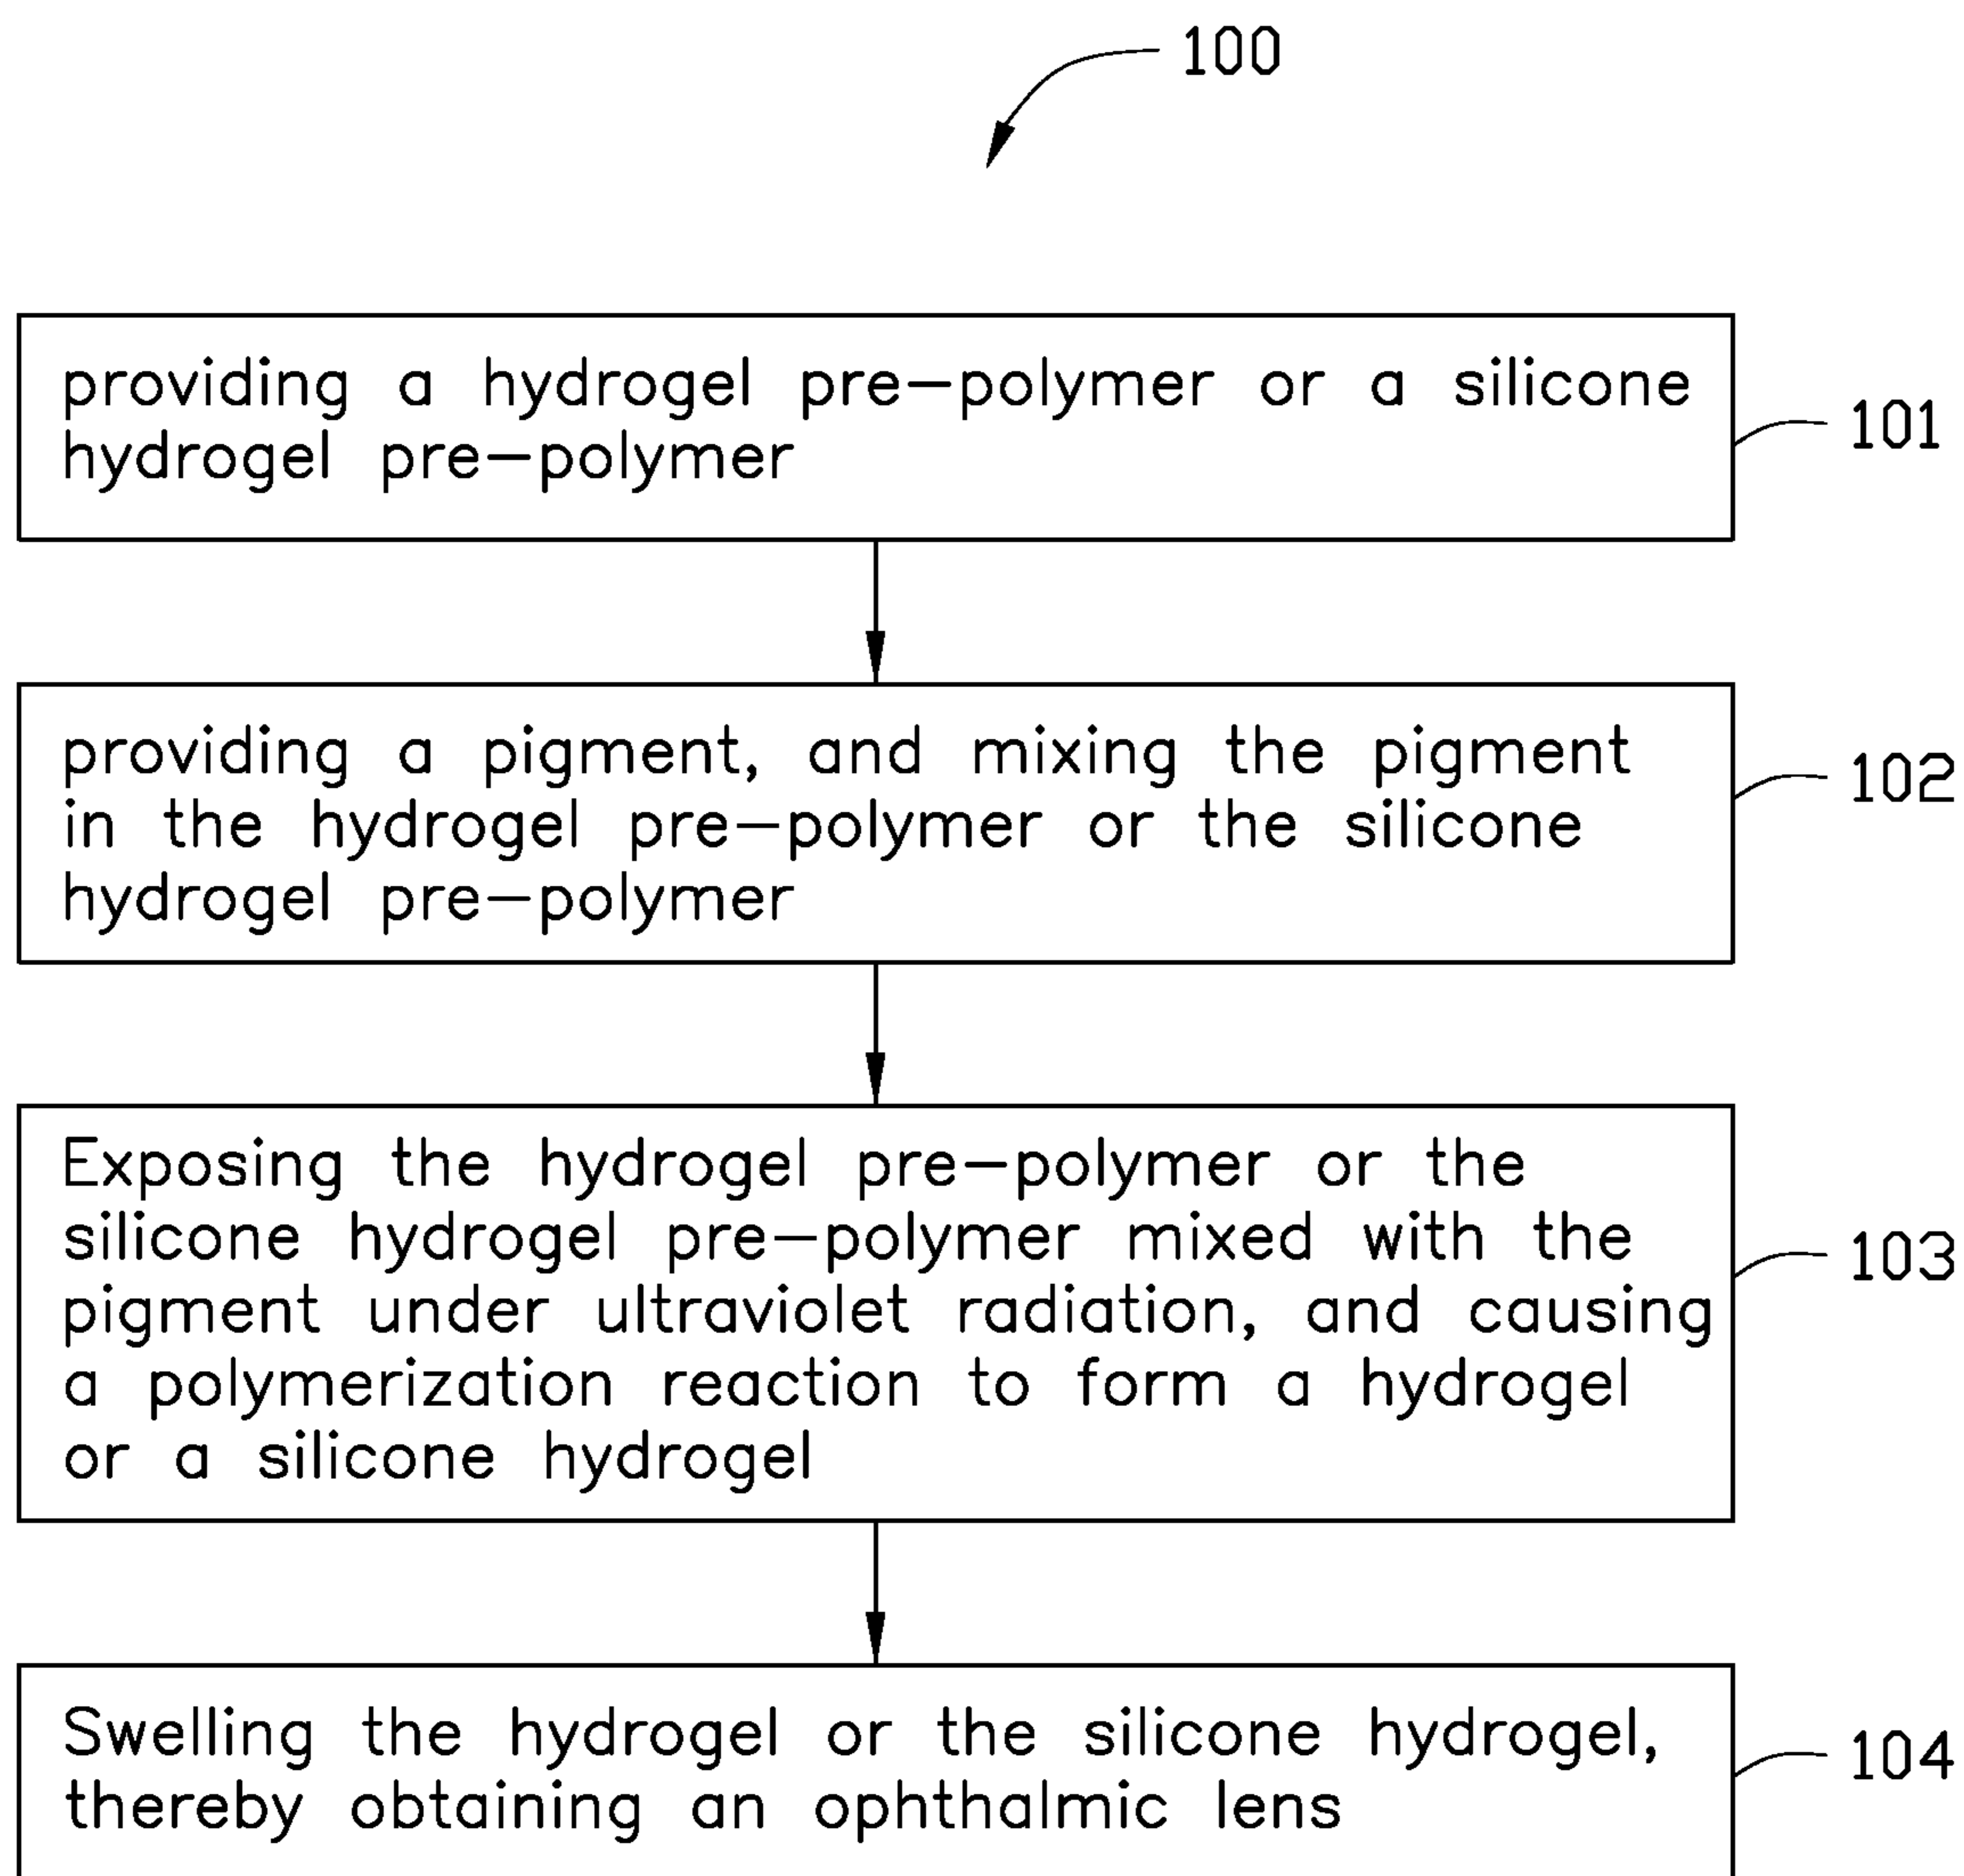 100
providing a hydrogel pre-polymer or a silicone
hydrogel pre-polymer
101
providing a pigment, and mixing the pigment
in the hydrogel pre-polymer or the silicone
hydrogel pre-polymer
102
Exposing the hydrogel pre-polymer or the
silicone hydrogel pre-polymer mixed with the
pigment under ultraviolet radiation, and causing
a polymerization reaction to form a hydrogel
or a silicone hydrogel
103
Swelling the hydrogel or the silicone hydrogel,
thereby obtaining an ophthalmic lens
104